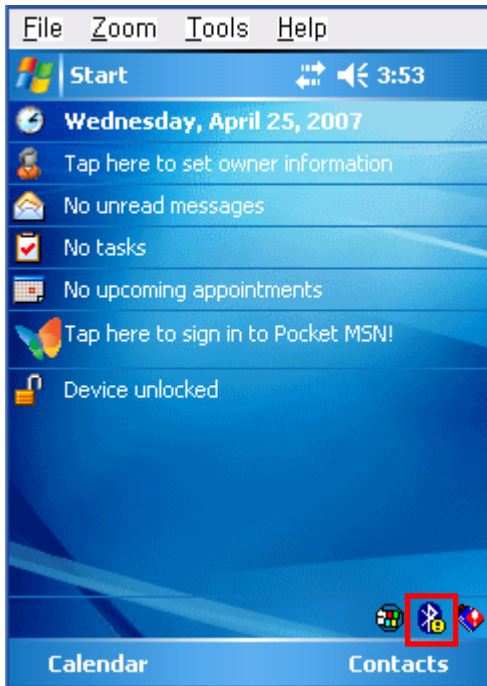 File Zoom Tools Help
Start 3:53
Wednesday, April 25, 2007
Tap here to set owner information
No unread messages
No tasks
No upcoming appointments
Tap here to sign in to Pocket MSN!
Device unlocked
Calendar Contacts